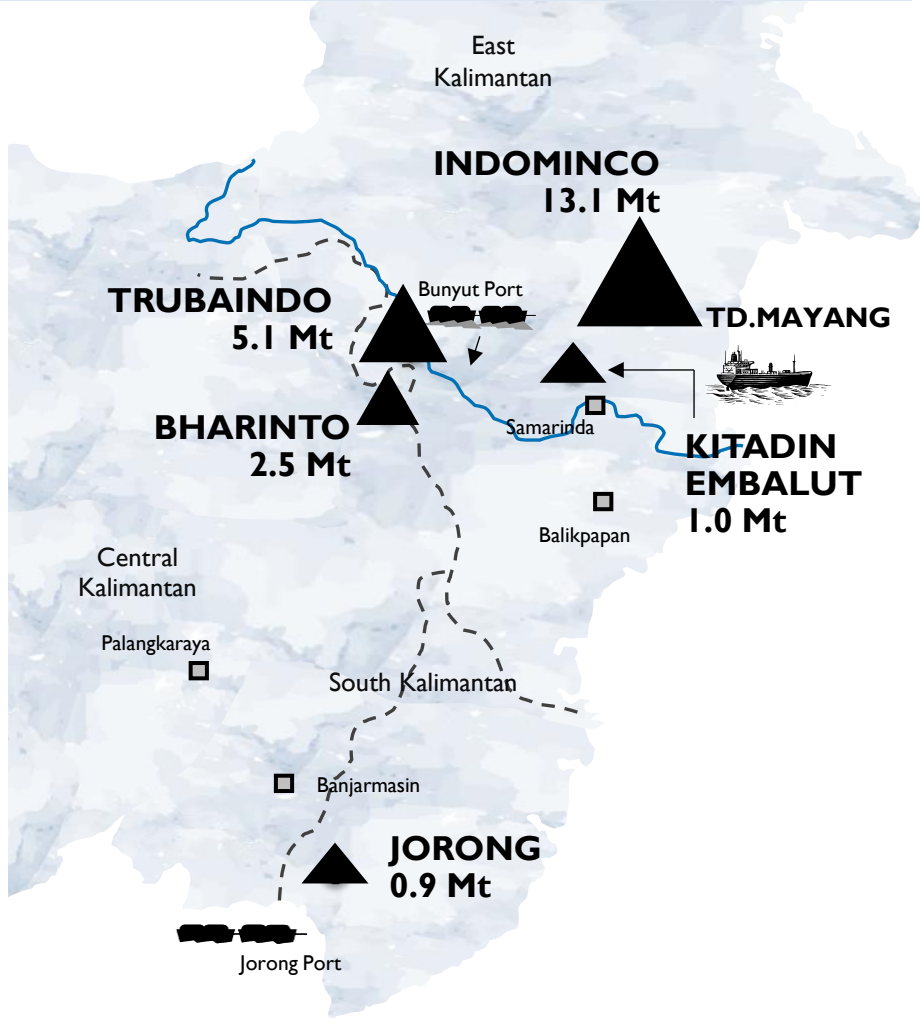 East
Kalimantan
INDOMINCO
13.1 Mt
TRUBAINDO
5.1 Mt
Bunyut Port
TD.MAYANG
BHARINTO
2.5 Mt
Samarinda
KITADIN
EMBALUT
1.0 Mt
Balikpapan
Central
Kalimantan
Palangkaraya
South Kalimantan
Banjarmasin
JORONG
0.9 Mt
Jorong Port